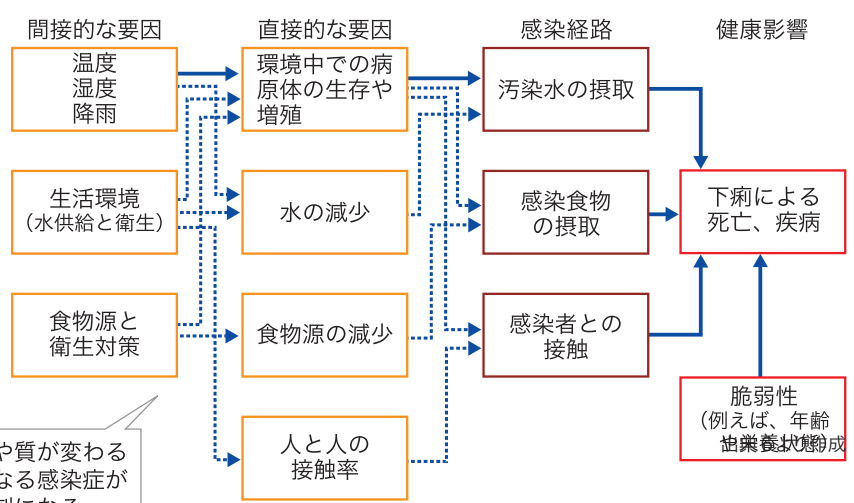 間接的な要因
直接的な要因
感染経路
健康影響
温度
湿度
降雨
環境中での病
原体の生存や
増殖
汚染水の摂取
生活環境
（水供給と衛生）
水の減少
感染食物
の摂取
下痢による
死亡、疾病
食物源と
衛生対策
食物源の減少
感染者との
接触
人と人の
接触率
脆弱性
（例えば、年齢
や栄養状態）
や質が変わる
なる感染症が